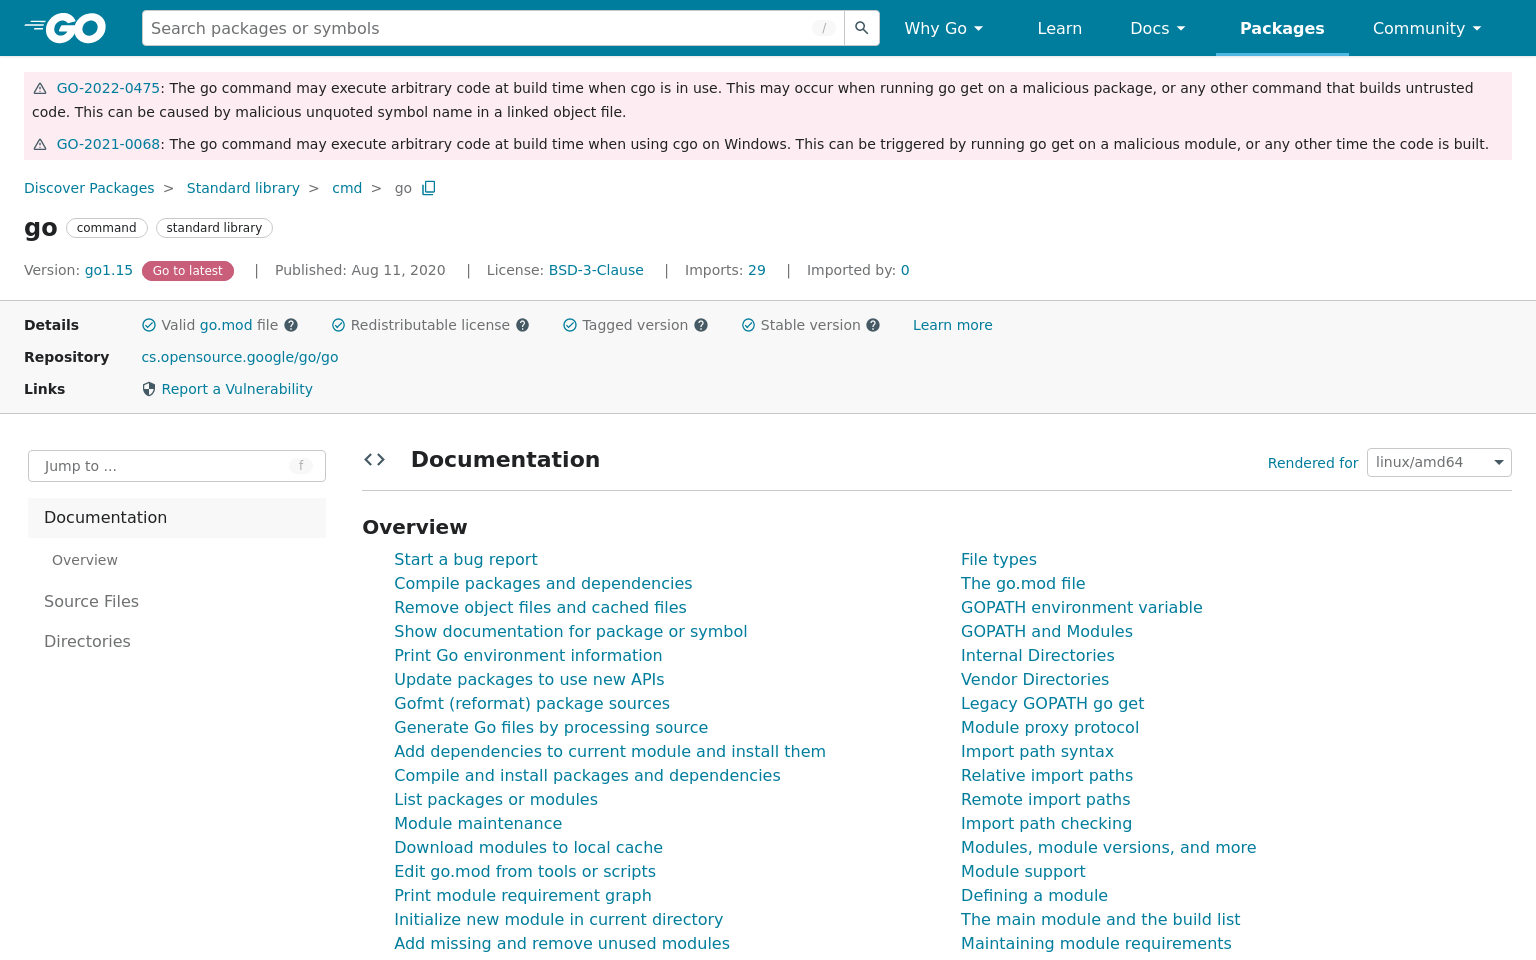 GO
Search packages or symbols /
Why Go
Learn
Docs
Packages
Community
GO-2022-0475: The go command may execute arbitrary code at build time when cgo is in use. This may occur when running go get on a malicious package, or any other command that builds untrusted
code. This can be caused by malicious unquoted symbol name in a linked object file.
GO-2021-0068: The go command may execute arbitrary code at build time when using cgo on Windows. This can be triggered by running go get on a malicious module, or any other time the code is built.
Discover Packages > Standard library > cmd > go
go command standard library
Version: go1.15 Go to latest | Published: Aug 11, 2020 | License: BSD-3-Clause | Imports: 29 | Imported by: 0
Details Valid go.mod file Redistributable license Tagged version Stable version Learn more
Repository cs.opensource.google/go/go
Links Report a Vulnerability
Jump to ... f
Documentation
Overview
Source Files
Directories
Documentation
Rendered for linux/amd64
Overview
Start a bug report
Compile packages and dependencies
Remove object files and cached files
Show documentation for package or symbol
Print Go environment information
Update packages to use new APIs
Gofmt (reformat) package sources
Generate Go files by processing source
Add dependencies to current module and install them
Compile and install packages and dependencies
List packages or modules
Module maintenance
Download modules to local cache
Edit go.mod from tools or scripts
Print module requirement graph
Initialize new module in current directory
Add missing and remove unused modules
File types
The go.mod file
GOPATH environment variable
GOPATH and Modules
Internal Directories
Vendor Directories
Legacy GOPATH go get
Module proxy protocol
Import path syntax
Relative import paths
Remote import paths
Import path checking
Modules, module versions, and more
Module support
Defining a module
The main module and the build list
Maintaining module requirements